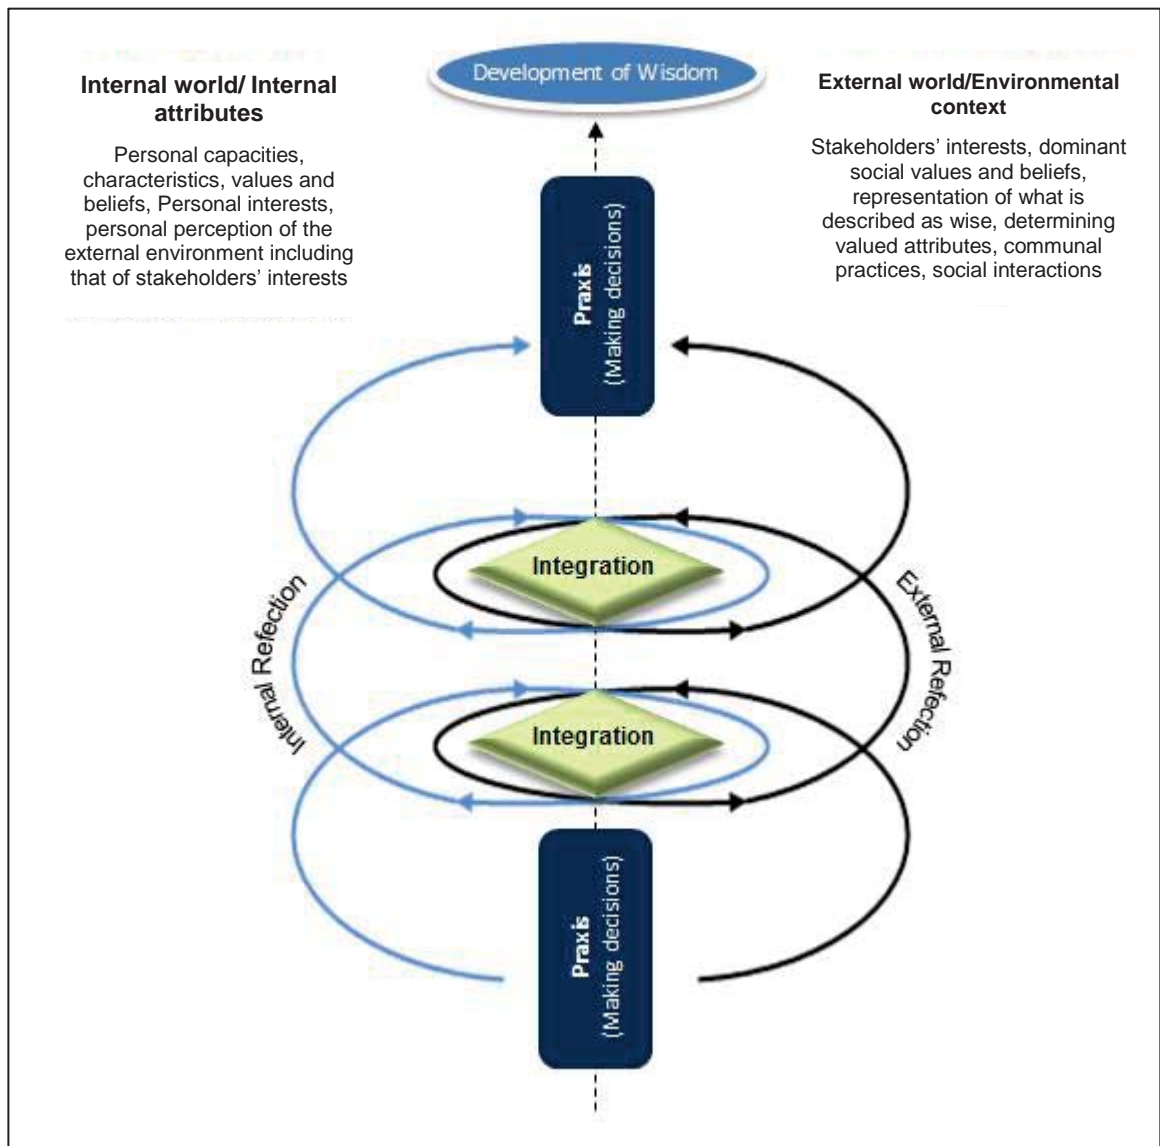 Development of Wisdom
Internal world/ Internal
attributes
Personal capacities,
characteristics, values and
beliefs, Personal interests,
personal perception of the
external environment including
that of stakeholders’ interests
External world/Environmental
context
Stakeholders’ interests, dominant
social values and beliefs,
representation of what is
described as wise, determining
valued attributes, communal
practices, social interactions
Praxis
(Making decisions)
Integration
Internal Refection
External Refection
Integration
Praxis
(Making decisions)